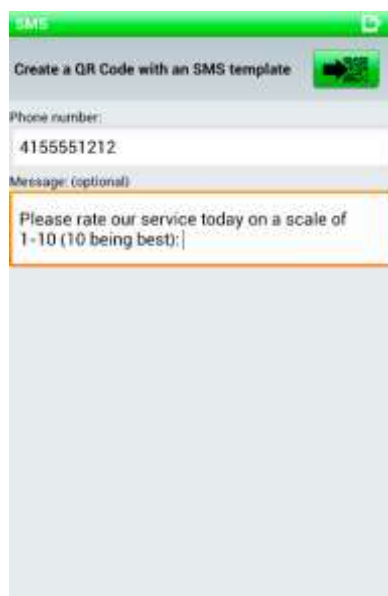 SMS
Create a QR Code with an SMS template
Phone number:
4155551212
Message: (optional)
Please rate our service today on a scale of
1-10 (10 being best):